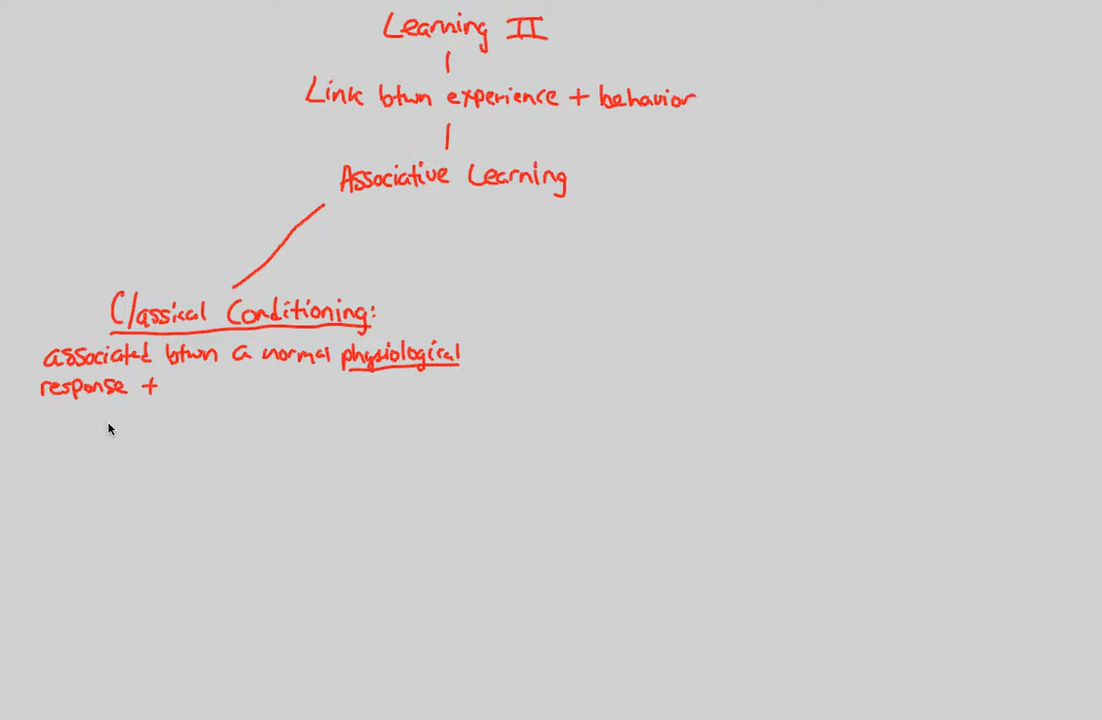 Learning II
Link btwn experience + behavior
Associative Learning
Classical Conditioning:
associated btwn a normal physiological
response +